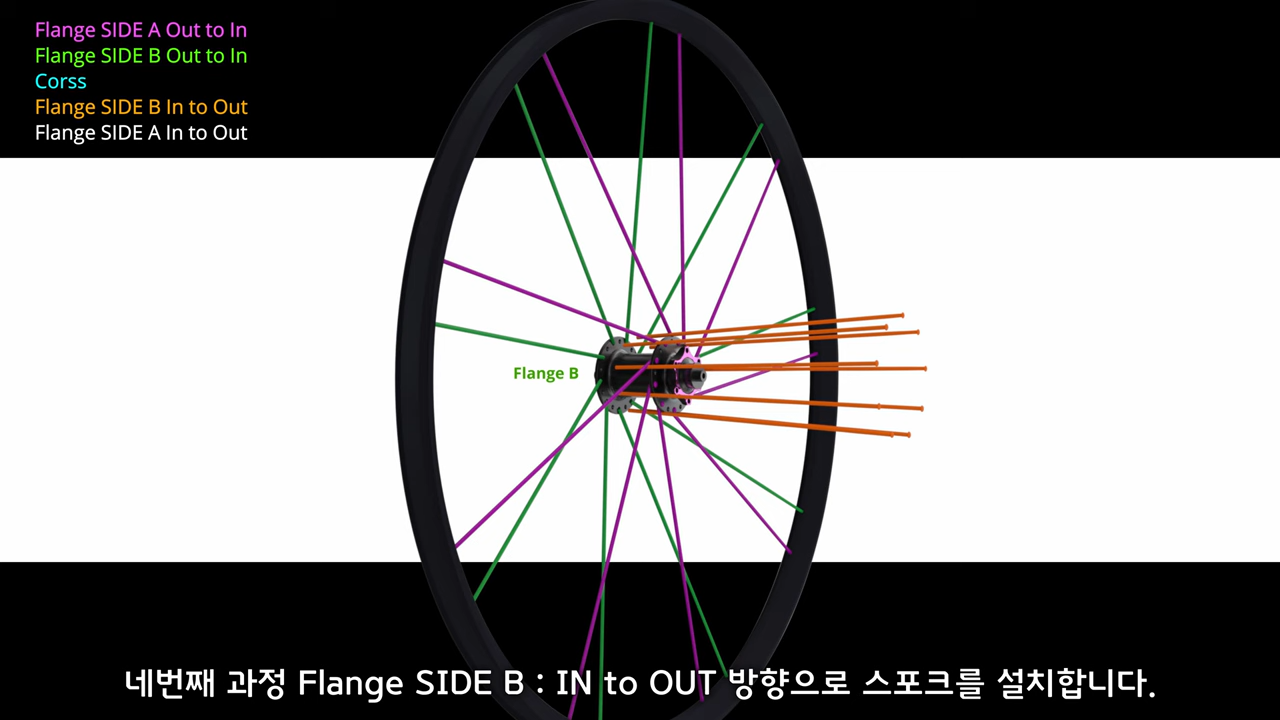 Flange SIDE A Out to In
Flange SIDE B Out to In
Corss
Flange SIDE B In to Out
Flange SIDE A In to Out
Flange B
네번째 과정 Flange SIDE B : IN to OUT 방향으로 스포크를 설치합니다.